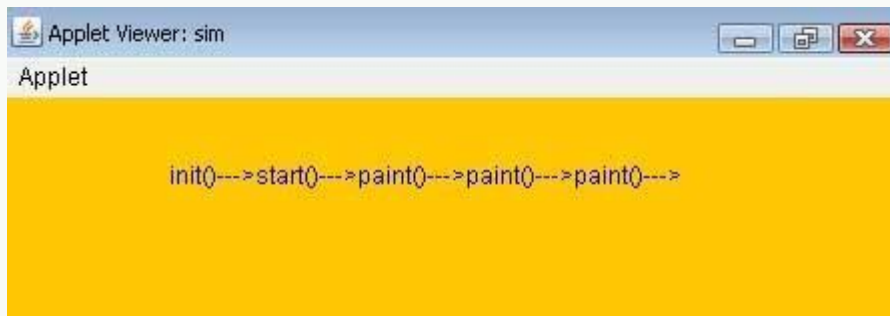 Applet Viewer: sim
Applet
init()--->start()--->paint()--->paint()--->paint()--->